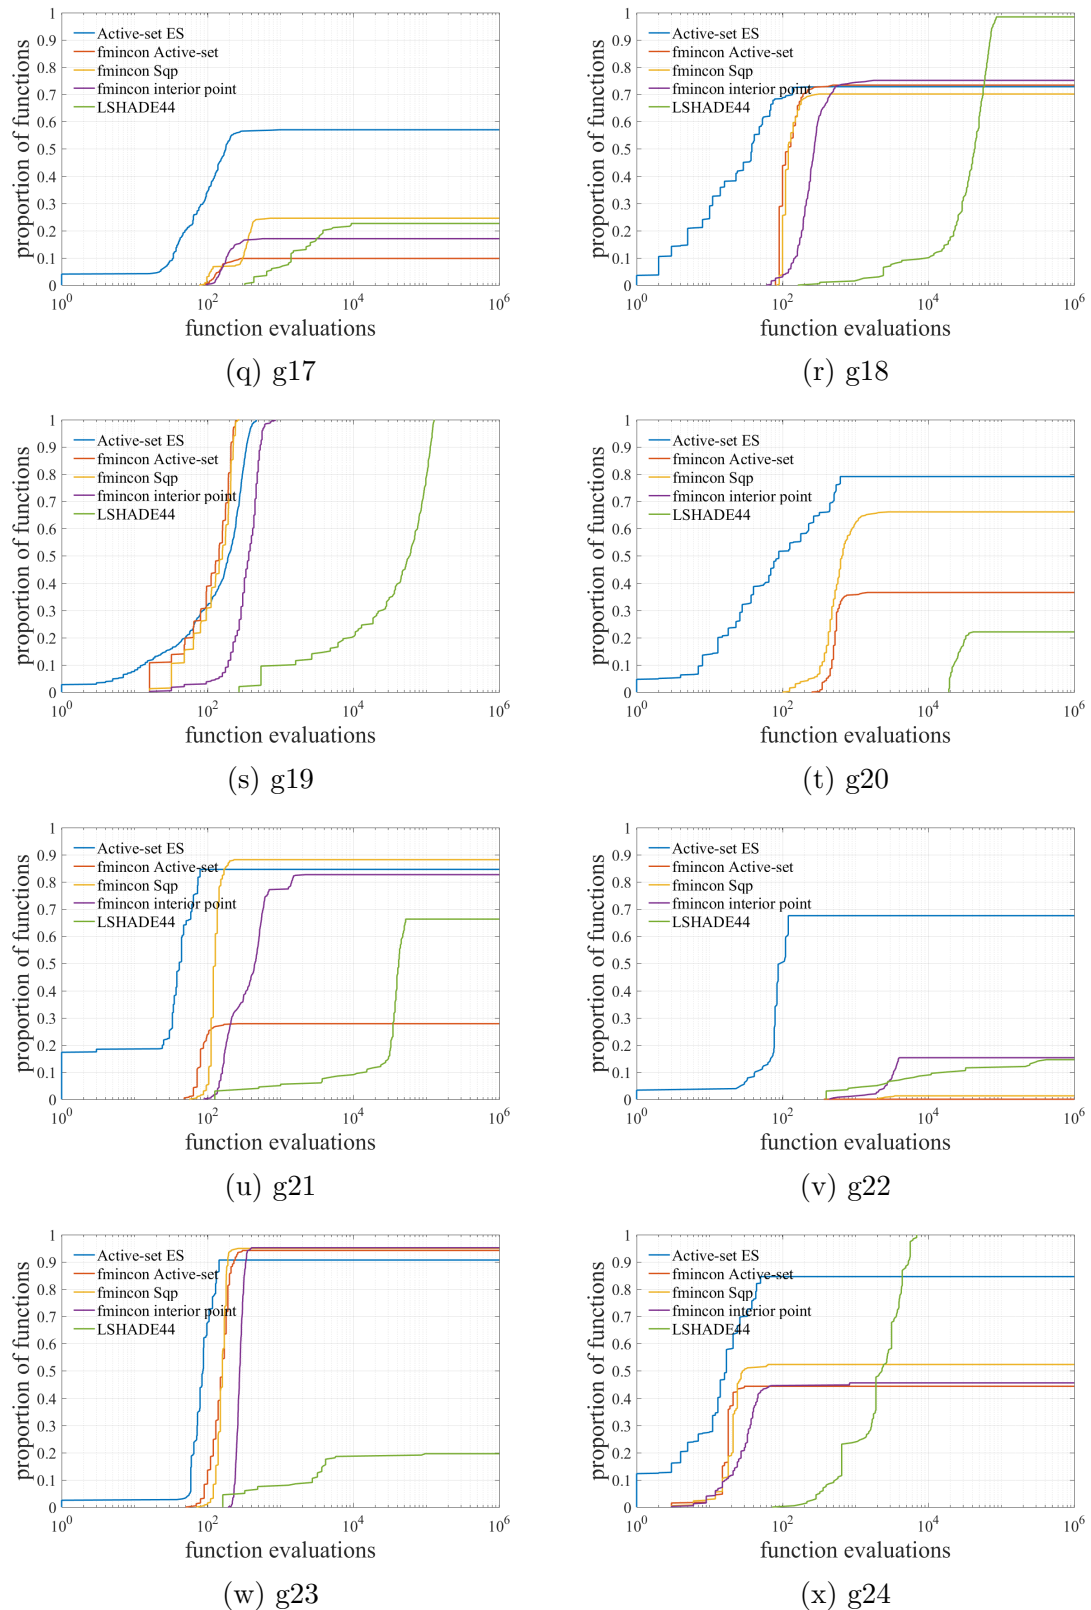 1
0.9
0.8
0.7
0.6
0.5
0.4
0.3
0.2
0.1
0
proportion of functions
Active-set ES
fmincon Active-set
fmincon Sqp
fmincon interior point
LSHADE44
10^0 10^2 10^4 10^6
function evaluations
(q) g17
1
0.9
0.8
0.7
0.6
0.5
0.4
0.3
0.2
0.1
0
proportion of functions
Active-set ES
fmincon Active-set
fmincon Sqp
fmincon interior point
LSHADE44
10^0 10^2 10^4 10^6
function evaluations
(r) g18
1
0.9
0.8
0.7
0.6
0.5
0.4
0.3
0.2
0.1
0
proportion of functions
Active-set ES
fmincon Active-set
fmincon Sqp
fmincon interior point
LSHADE44
10^0 10^2 10^4 10^6
function evaluations
(s) g19
1
0.9
0.8
0.7
0.6
0.5
0.4
0.3
0.2
0.1
0
proportion of functions
Active-set ES
fmincon Active-set
fmincon Sqp
fmincon interior point
LSHADE44
10^0 10^2 10^4 10^6
function evaluations
(t) g20
1
0.9
0.8
0.7
0.6
0.5
0.4
0.3
0.2
0.1
0
proportion of functions
Active-set ES
fmincon Active-set
fmincon Sqp
fmincon interior point
LSHADE44
10^0 10^2 10^4 10^6
function evaluations
(u) g21
1
0.9
0.8
0.7
0.6
0.5
0.4
0.3
0.2
0.1
0
proportion of functions
Active-set ES
fmincon Active-set
fmincon Sqp
fmincon interior point
LSHADE44
10^0 10^2 10^4 10^6
function evaluations
(v) g22
1
0.9
0.8
0.7
0.6
0.5
0.4
0.3
0.2
0.1
0
proportion of functions
Active-set ES
fmincon Active-set
fmincon Sqp
fmincon interior point
LSHADE44
10^0 10^2 10^4 10^6
function evaluations
(w) g23
1
0.9
0.8
0.7
0.6
0.5
0.4
0.3
0.2
0.1
0
proportion of functions
Active-set ES
fmincon Active-set
fmincon Sqp
fmincon interior point
LSHADE44
10^0 10^2 10^4 10^6
function evaluations
(x) g24